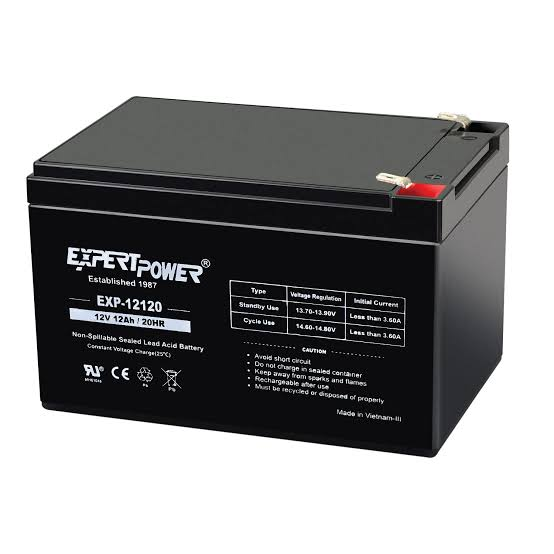 EXPERTPOWER®
Established 1987
EXP-12120
12V 12Ah / 20HR
Non-Spillable Sealed Lead Acid Battery
Constant Voltage Charge(25°C)
Type Voltage Regulation Initial Current
Standby Use 13.70-13.90V Less than 3.60A
Cycle Use 14.60-14.80V Less than 3.60A
CAUTION
Avoid short circuit
Do not charge in sealed container
Keep away from sparks and flames
Rechargeable after use
Must be recycled or disposed of properly
CE
Pb
Made in Vietnam-III